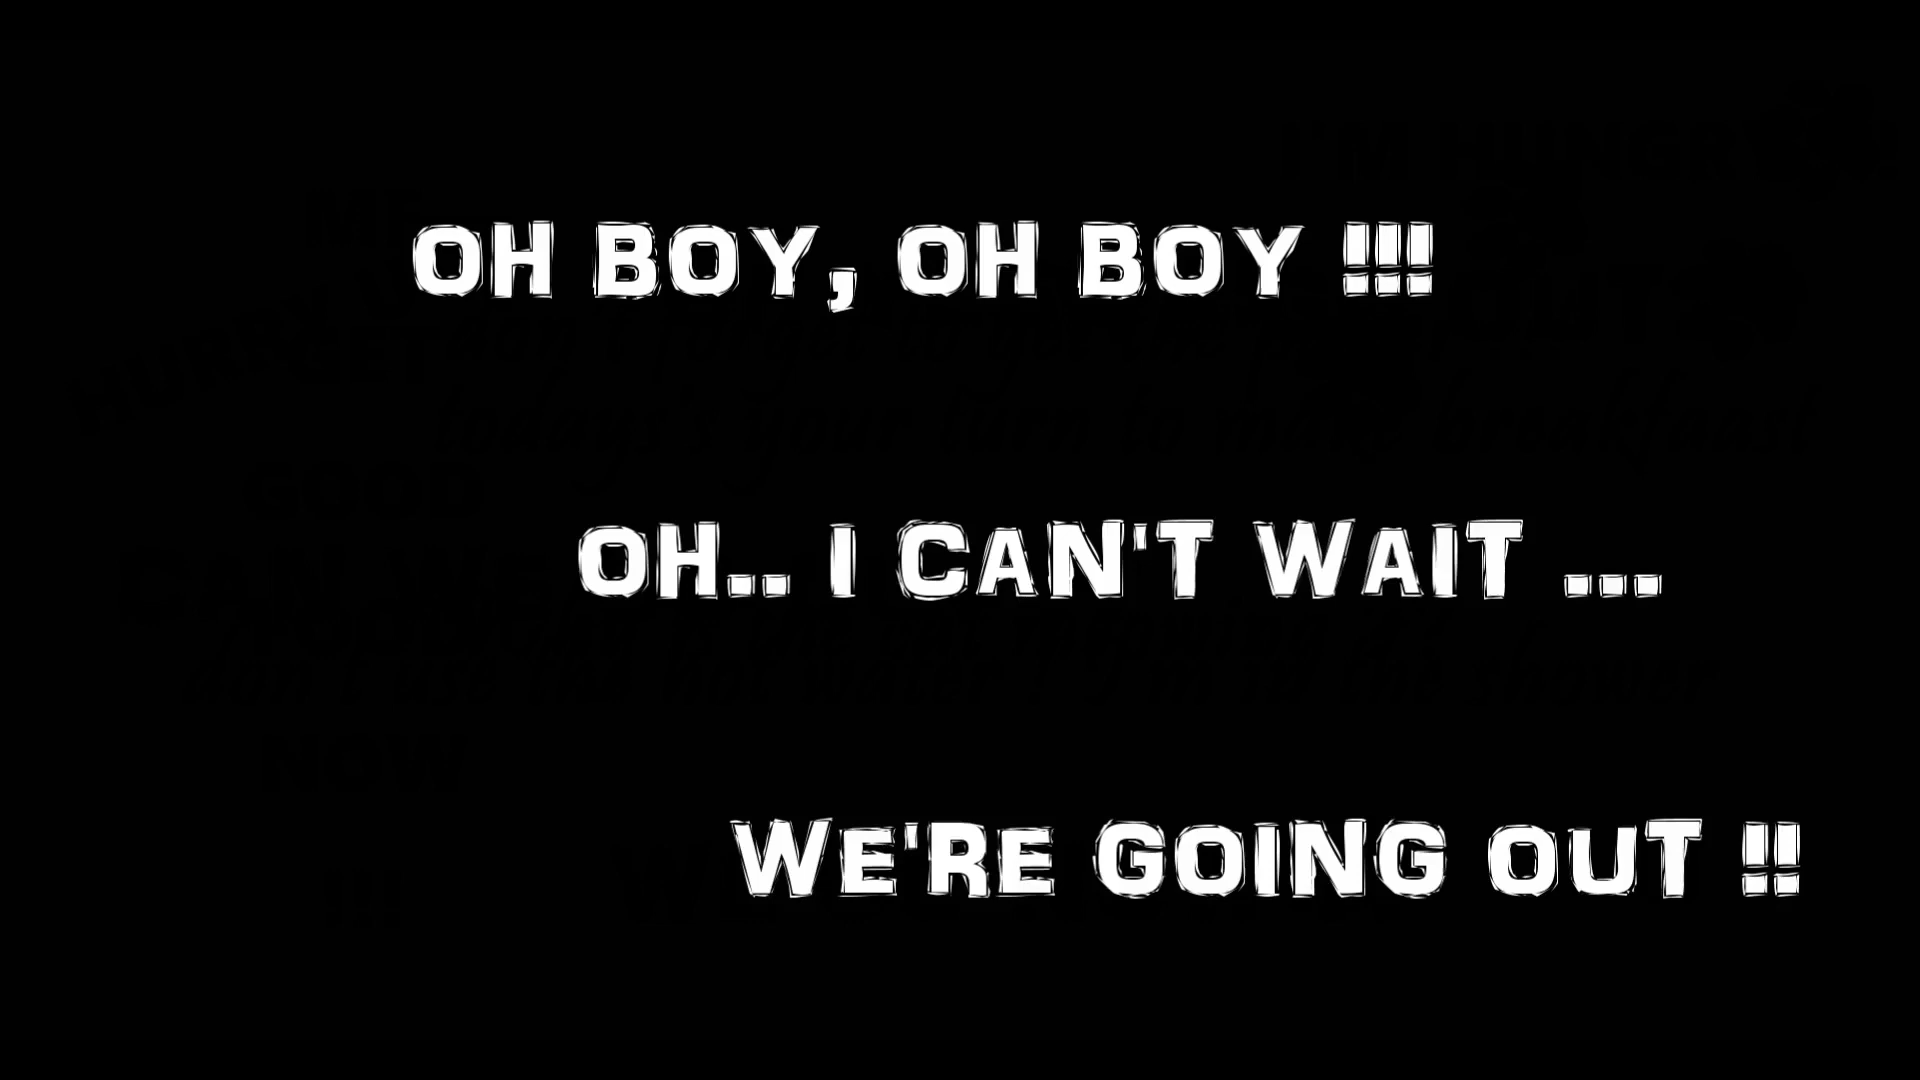 OH BOY, OH BOY !!!
OH.. I CAN'T WAIT ...
WE'RE GOING OUT !!